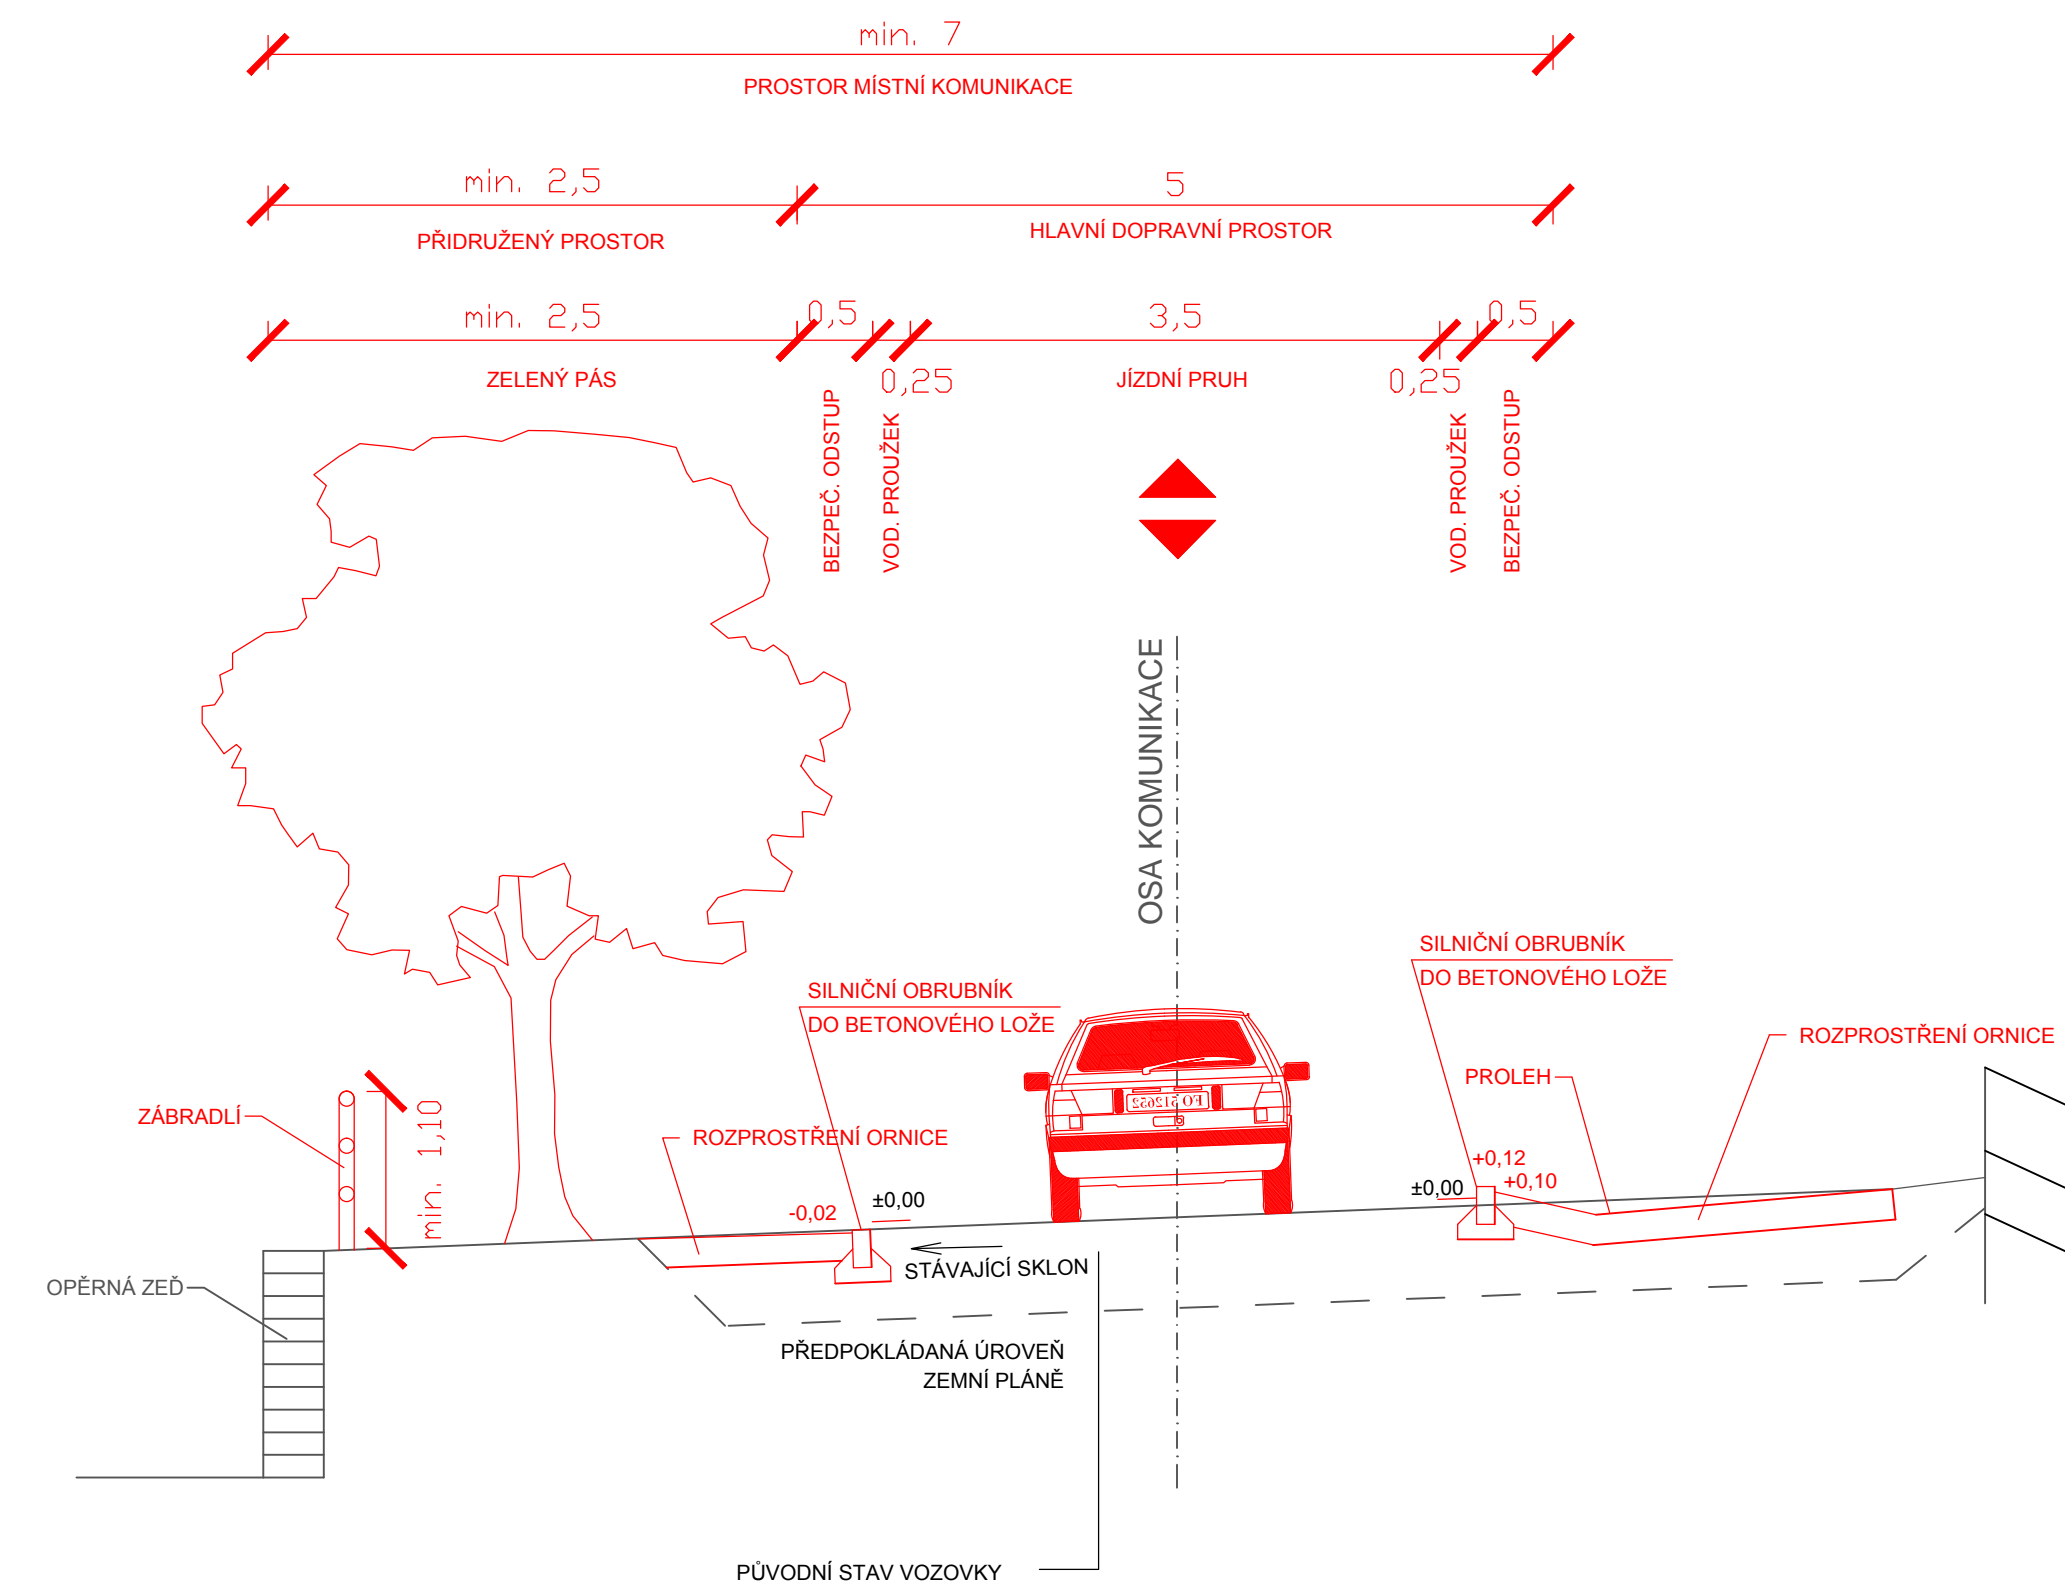 min. 7
PROSTOR MÍSTNÍ KOMUNIKACE
min. 2,5
5
PŘIDRUŽENÝ PROSTOR
HLAVNÍ DOPRAVNÍ PROSTOR
min. 2,5
0,5
3,5
0,5
ZELENÝ PÁS
0,25
JÍZDNÍ PRUH
0,25
BEZPEČ. ODSTUP
VOD. PROUŽEK
VOD. PROUŽEK
BEZPEČ. ODSTUP
OSA KOMUNIKACE
SILNIČNÍ OBRUBNÍK
DO BETONOVÉHO LOŽE
SILNIČNÍ OBRUBNÍK
DO BETONOVÉHO LOŽE
ROZPROSTŘENÍ ORNICE
PROLEH
ZÁBRADLÍ
min. 1,10
ROZPROSTŘENÍ ORNICE
FO 512652
+0,12
+0,10
±0,00
±0,00
-0,02
STÁVAJÍCÍ SKLON
OPĚRNÁ ZEĎ
PŘEDPOKLÁDANÁ ÚROVEŇ
ZEMNÍ PLÁNĚ
PŮVODNÍ STAV VOZOVKY